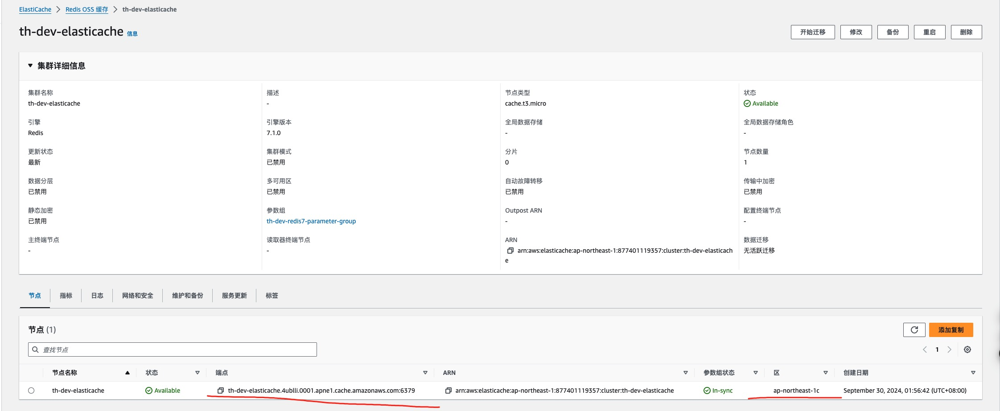 ElastiCache > Redis OSS 缓存 > th-dev-elasticache
th-dev-elasticache 信息
开始迁移 修改 备份 重启 删除
集群详细信息
集群名称 描述 节点类型 状态
th-dev-elasticache - cache.t3.micro Available
引擎 引擎版本 全局数据存储 全局数据存储角色
Redis 7.1.0 - -
更新状态 集群模式 分片 节点数量
最新 已禁用 0 1
数据分层 多可用区 自动故障转移 传输中加密
已禁用 已禁用 已禁用 已禁用
静态加密 参数组 Outpost ARN 配置终端节点
已禁用 th-dev-redis7-parameter-group - -
主终端节点 读取器终端节点 ARN 数据迁移
- - arn:aws:elasticache:ap-northeast-1:877401119357:cluster:th-dev-elasticach 无活跃迁移
e
节点 指标 日志 网络和安全 维护和备份 服务更新 标签
节点 (1) 添加复制
查找节点 1
节点名称 状态 端点 ARN 参数组状态 区 创建日期
th-dev-elasticache Available th-dev-elasticache.4ublli.0001.apne1.cache.amazonaws.com:6379 arn:aws:elasticache:ap-northeast-1:877401119357:cluster:th-dev-elasticache In-sync ap-northeast-1c September 30, 2024, 01:56:42 (UTC+08:00)